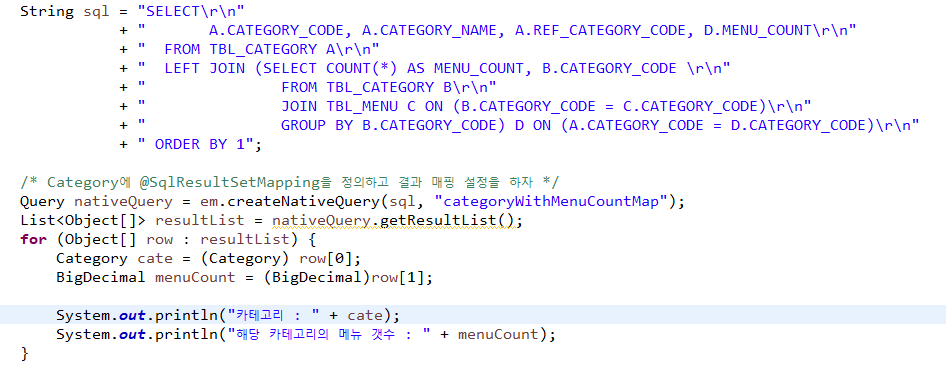 String sql = "SELECT\r\n"
           + "       A.CATEGORY_CODE, A.CATEGORY_NAME, A.REF_CATEGORY_CODE, D.MENU_COUNT\r\n"
           + "  FROM TBL_CATEGORY A\r\n"
           + "  LEFT JOIN (SELECT COUNT(*) AS MENU_COUNT, B.CATEGORY_CODE \r\n"
           + "               FROM TBL_CATEGORY B\r\n"
           + "               JOIN TBL_MENU C ON (B.CATEGORY_CODE = C.CATEGORY_CODE)\r\n"
           + "               GROUP BY B.CATEGORY_CODE) D ON (A.CATEGORY_CODE = D.CATEGORY_CODE)\r\n"
           + " ORDER BY 1";
/* Category에 @SqlResultSetMapping을 정의하고 결과 매핑 설정을 하자 */
Query nativeQuery = em.createNativeQuery(sql, "categoryWithMenuCountMap");
List<Object[]> resultList = nativeQuery.getResultList();
for (Object[] row : resultList) {
    Category cate = (Category) row[0];
    BigDecimal menuCount = (BigDecimal)row[1];
    System.out.println("카테고리 : " + cate);
    System.out.println("해당 카테고리의 메뉴 갯수 : " + menuCount);
}